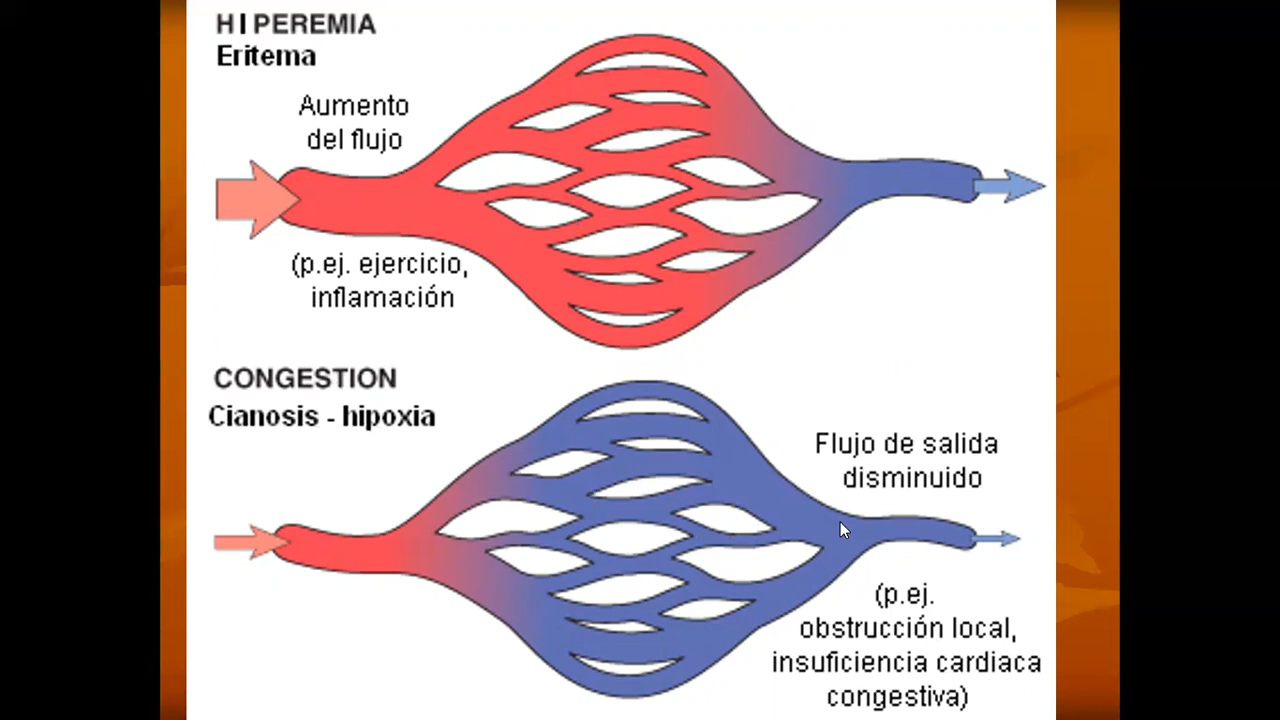 HIPEREMIA
Eritema
Aumento
del flujo
(p.ej. ejercicio,
inflamación
CONGESTION
Cianosis - hipoxia
Flujo de salida
disminuido
(p.ej.
obstrucción local,
insuficiencia cardiaca
congestiva)